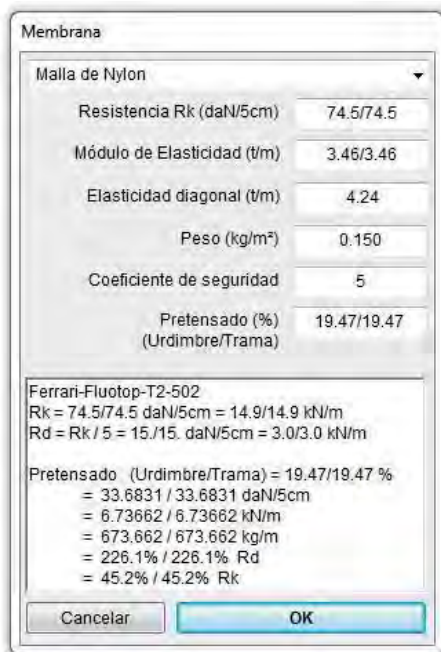 Membrana
Malla de Nylon
Resistencia Rk (daN/5cm) 74.5/74.5
Módulo de Elasticidad (t/m) 3.46/3.46
Elasticidad diagonal (t/m) 4.24
Peso (kg/m²) 0.150
Coeficiente de seguridad 5
Pretensado (%) 19.47/19.47
(Urdimbre/Trama)
Ferrari-Fluotop-T2-502
Rk = 74.5/74.5 daN/5cm = 14.9/14.9 kN/m
Rd = Rk / 5 = 15./15. daN/5cm = 3.0/3.0 kN/m
Pretensado (Urdimbre/Trama) = 19.47/19.47 %
= 33.6831 / 33.6831 daN/5cm
= 6.73662 / 6.73662 kN/m
= 673.662 / 673.662 kg/m
= 226.1% / 226.1% Rd
= 45.2% / 45.2% Rk
Cancelar OK